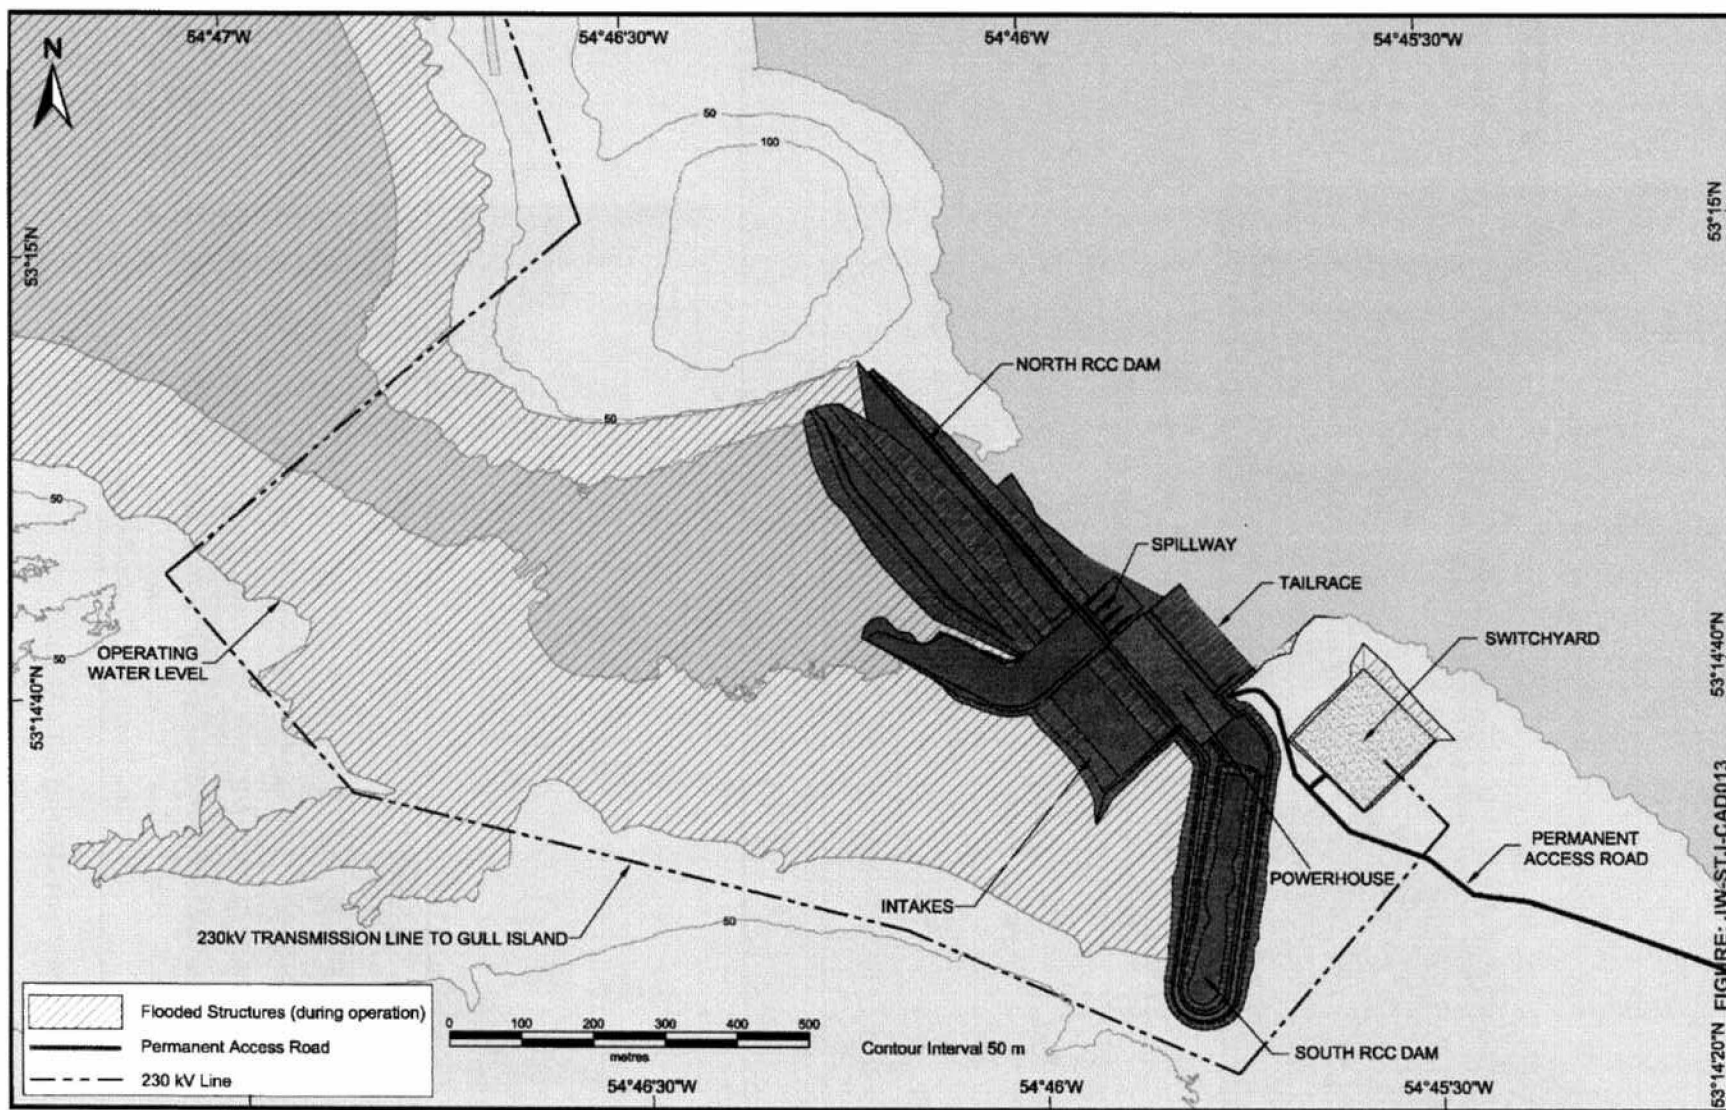 54°47'W
54°46'30"W
54°46'W
54°45'30"W
N
50
100
53°15'N
53°15'N
NORTH RCC DAM
50
50
SPILLWAY
TAILRACE
SWITCHYARD
OPERATING
WATER LEVEL
50
53°14'40"N
53°14'40"N
PERMANENT
ACCESS ROAD
POWERHOUSE
INTAKES
50
230kV TRANSMISSION LINE TO GULL ISLAND
Flooded Structures (during operation)
Permanent Access Road
230 kV Line
0 100 200 300 400 500
metres
Contour Interval 50 m
SOUTH RCC DAM
54°46'30"W
54°46'W
54°45'30"W
53°14'20"N
FIGURE: JW-STJ-CAD013